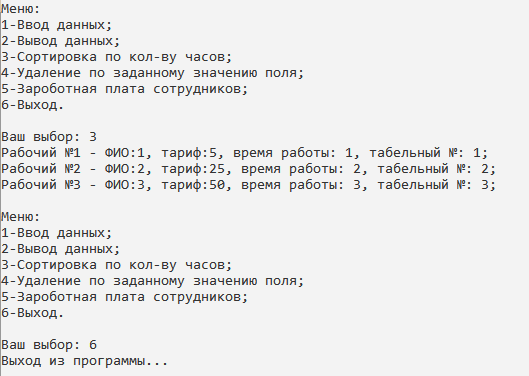 Меню:
1-Ввод данных;
2-Вывод данных;
3-Сортировка по кол-ву часов;
4-Удаление по заданному значению поля;
5-Зароботная плата сотрудников;
6-Выход.
Ваш выбор: 3
Рабочий №1 - ФИО:1, тариф:5, время работы: 1, табельный №: 1;
Рабочий №2 - ФИО:2, тариф:25, время работы: 2, табельный №: 2;
Рабочий №3 - ФИО:3, тариф:50, время работы: 3, табельный №: 3;
Меню:
1-Ввод данных;
2-Вывод данных;
3-Сортировка по кол-ву часов;
4-Удаление по заданному значению поля;
5-Зароботная плата сотрудников;
6-Выход.
Ваш выбор: 6
Выход из программы...